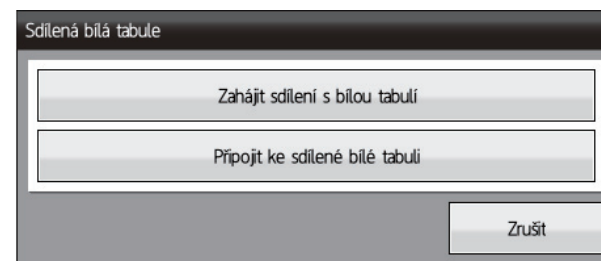 Sdílená bílá tabule
Zahájit sdílení s bílou tabulí
Připojit ke sdílené bílé tabuli
Zrušit